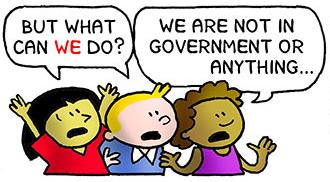 BUT WHAT
CAN WE DO?
WE ARE NOT IN
GOVERNMENT OR
ANYTHING...